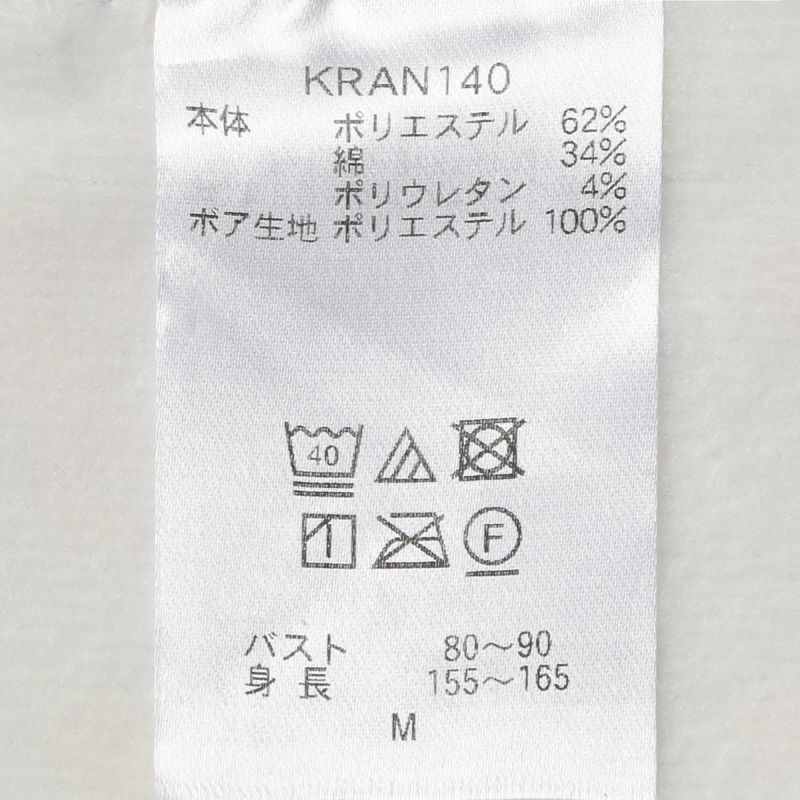 KRAN140
本体 ポリエステル 62%
綿 34%
ポリウレタン 4%
ボア生地 ポリエステル 100%
40
F
バスト 80～90
身長 155～165
M